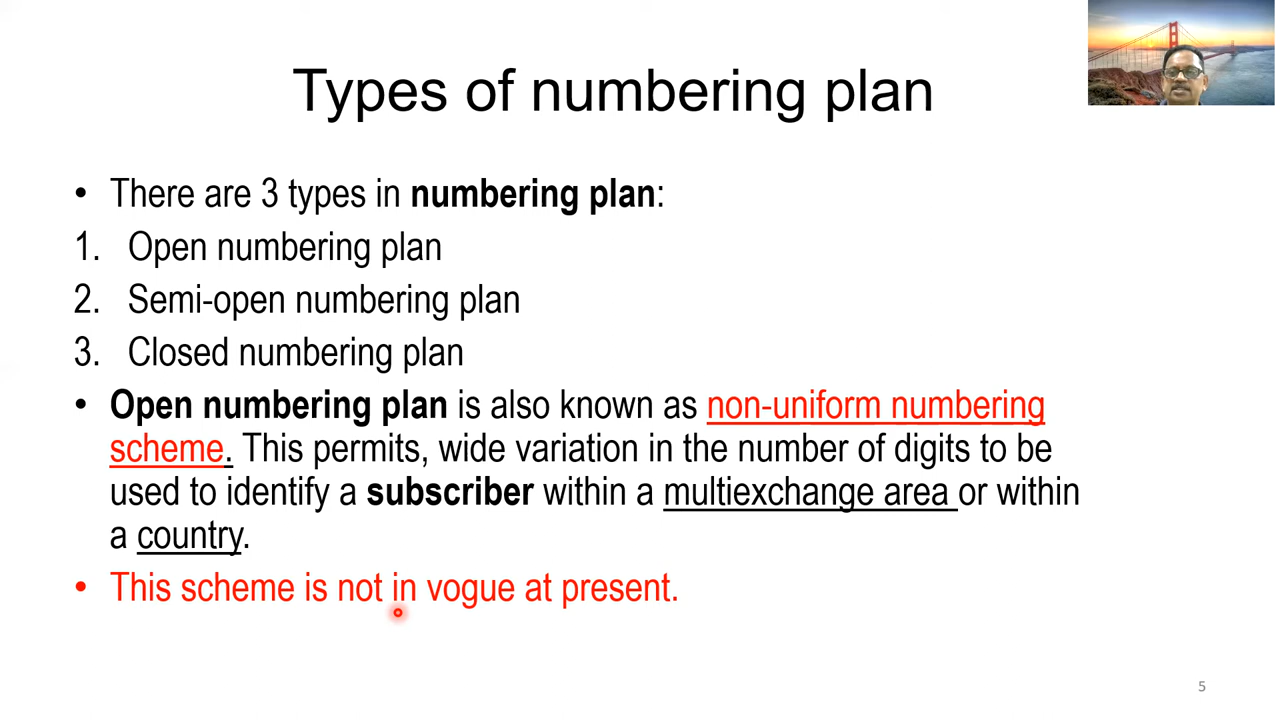 Types of numbering plan
• There are 3 types in numbering plan:
1. Open numbering plan
2. Semi-open numbering plan
3. Closed numbering plan
• Open numbering plan is also known as non-uniform numbering
scheme. This permits, wide variation in the number of digits to be
used to identify a subscriber within a multiexchange area or within
a country.
• This scheme is not in vogue at present.
5